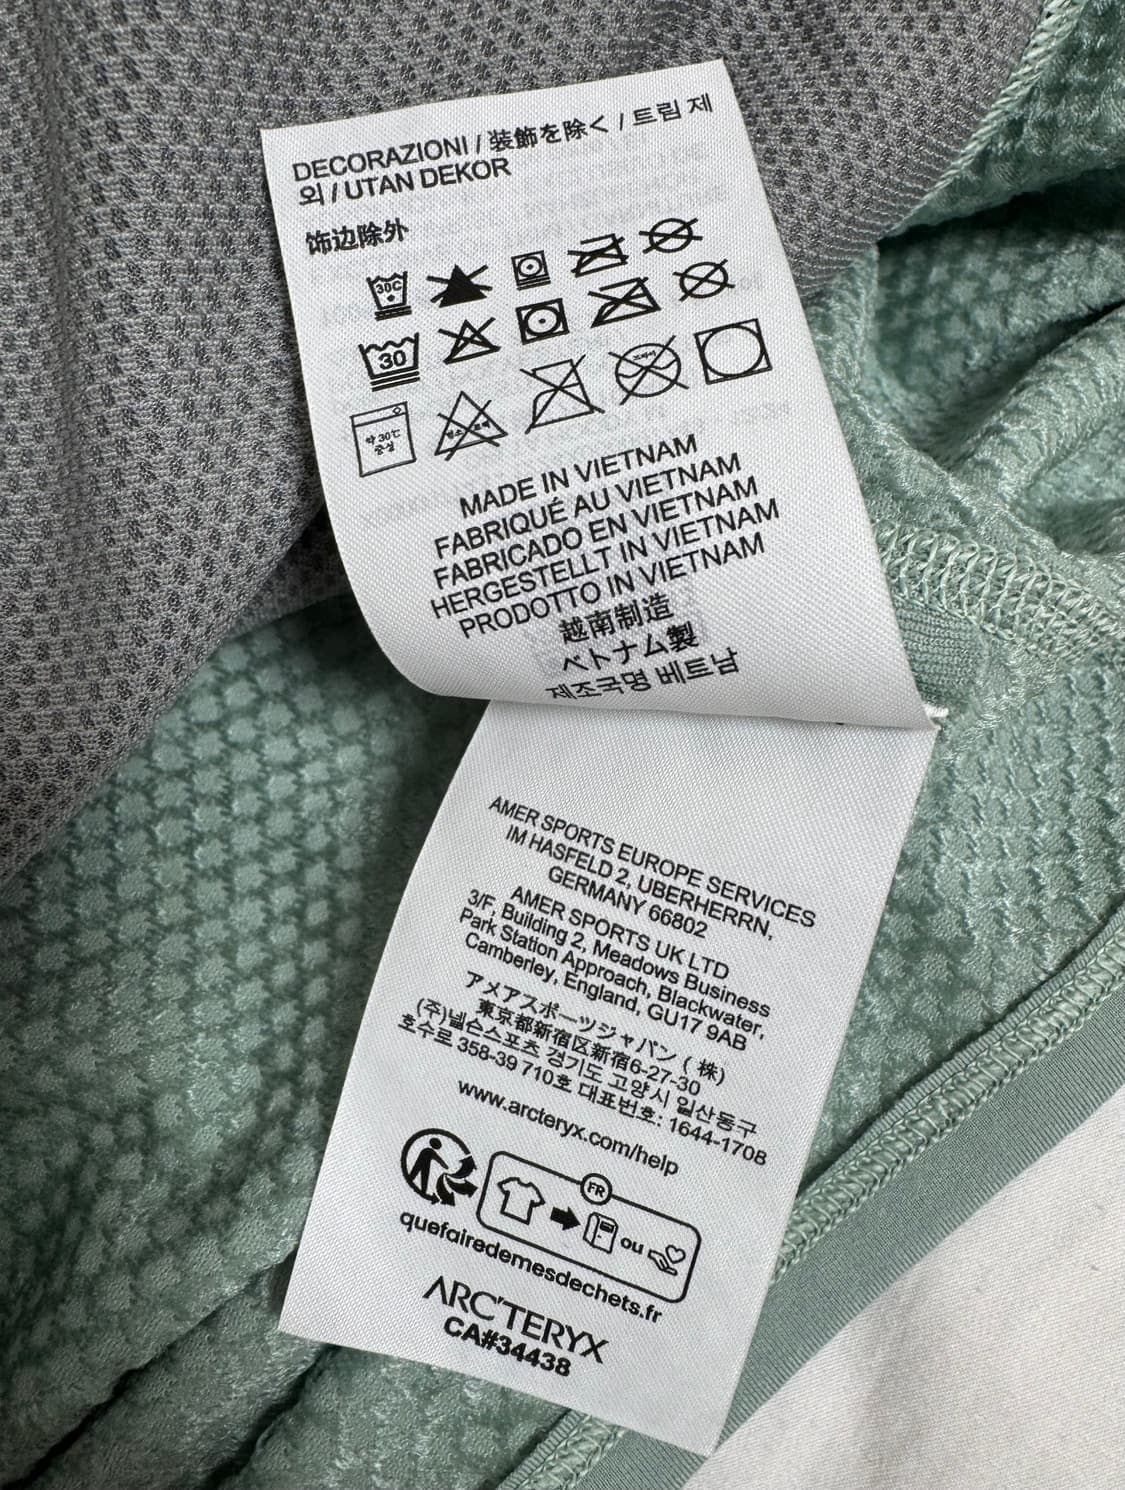 DECORAZIONI / 装飾を除く / 트림 제
외 / UTAN DEKOR
饰边除外
30C
30
약 30℃
중성
MADE IN VIETNAM
FABRIQUÉ AU VIETNAM
FABRICADO EN VIETNAM
HERGESTELLT IN VIETNAM
PRODOTTO IN VIETNAM
越南制造
ベトナム製
제조국명 베트남
AMER SPORTS EUROPE SERVICES
IM HASFELD 2, UBERHERRN,
GERMANY 66802
AMER SPORTS UK LTD
3/F, Building 2, Meadows Business
Park Station Approach, Blackwater,
Camberley, England, GU17 9AB
アメアスポーツジャパン (株)
東京都新宿区新宿6-27-30
(주)넬슨스포츠 경기도 고양시 일산동구
호수로 358-39 710호 대표번호: 1644-1708
www.arcteryx.com/help
FR
ou
quefairedemesdechets.fr
ARC'TERYX
CA#34438